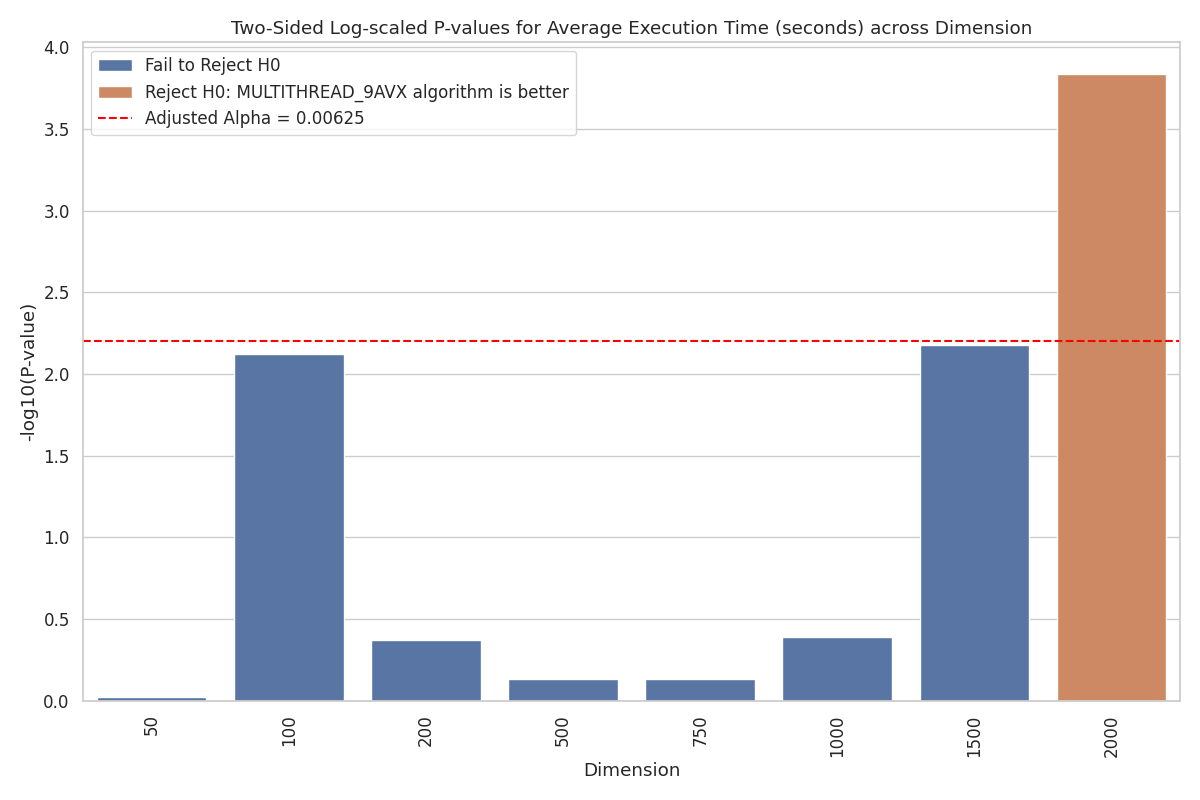 Two-Sided Log-scaled P-values for Average Execution Time (seconds) across Dimension
Fail to Reject H0
Reject H0: MULTITHREAD_9AVX algorithm is better
Adjusted Alpha = 0.00625
-log10(P-value)
4.0
3.5
3.0
2.5
2.0
1.5
1.0
0.5
0.0
50
100
200
500
750
1000
1500
2000
Dimension